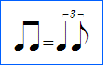 –3–
=